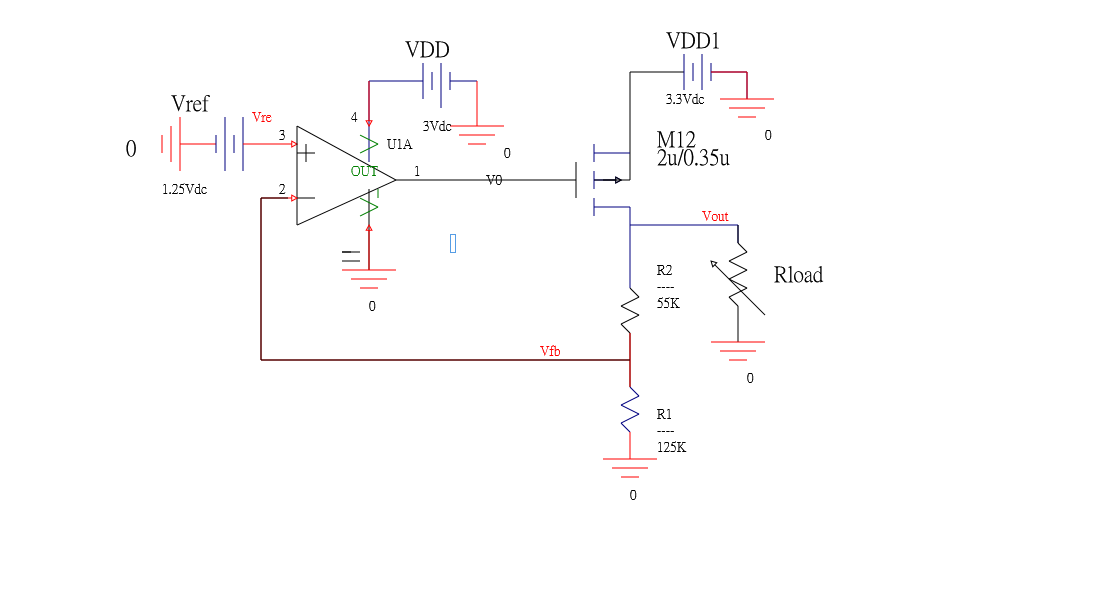 VDD
VDD1
3.3Vdc
Vref
Vre
4
3Vdc
0
3
U1A
0
M12
2u/0.35u
0
OUT
1
V0
1.25Vdc
2
Vout
R2
----
55K
Rload
0
Vfb
0
R1
----
125K
0